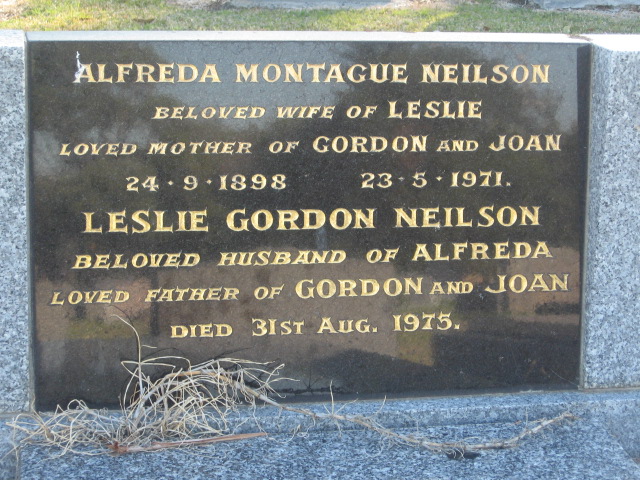 ALFREDA MONTAGUE NEILSON
BELOVED WIFE OF LESLIE
LOVED MOTHER OF GORDON AND JOAN
24·9·1898 23·5·1971.
LESLIE GORDON NEILSON
BELOVED HUSBAND OF ALFREDA
LOVED FATHER OF GORDON AND JOAN
DIED 31ST AUG. 1975.